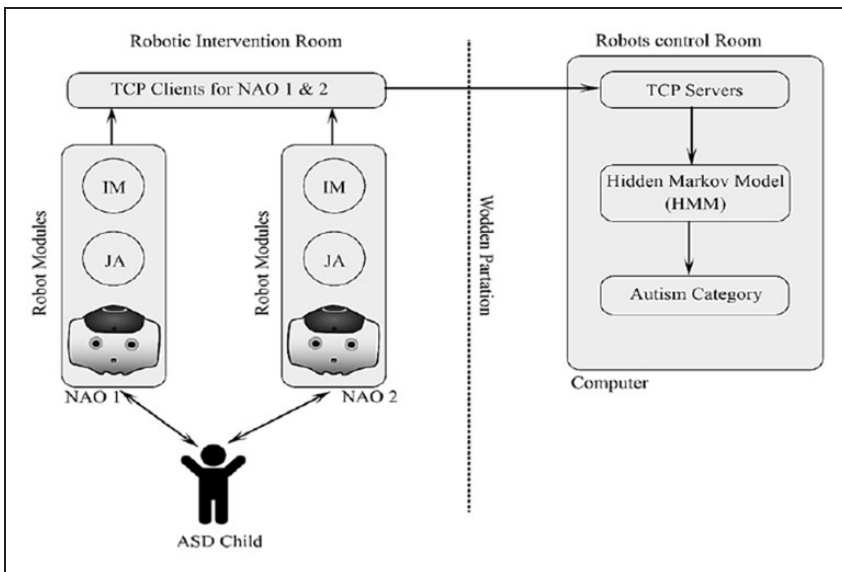 Robotic Intervention Room
Robots control Room
TCP Clients for NAO 1 & 2
TCP Servers
IM
IM
Hidden Markov Model
(HMM)
Robot Modules
Robot Modules
Wodden Partation
JA
JA
Autism Category
Computer
NAO 1
NAO 2
ASD Child